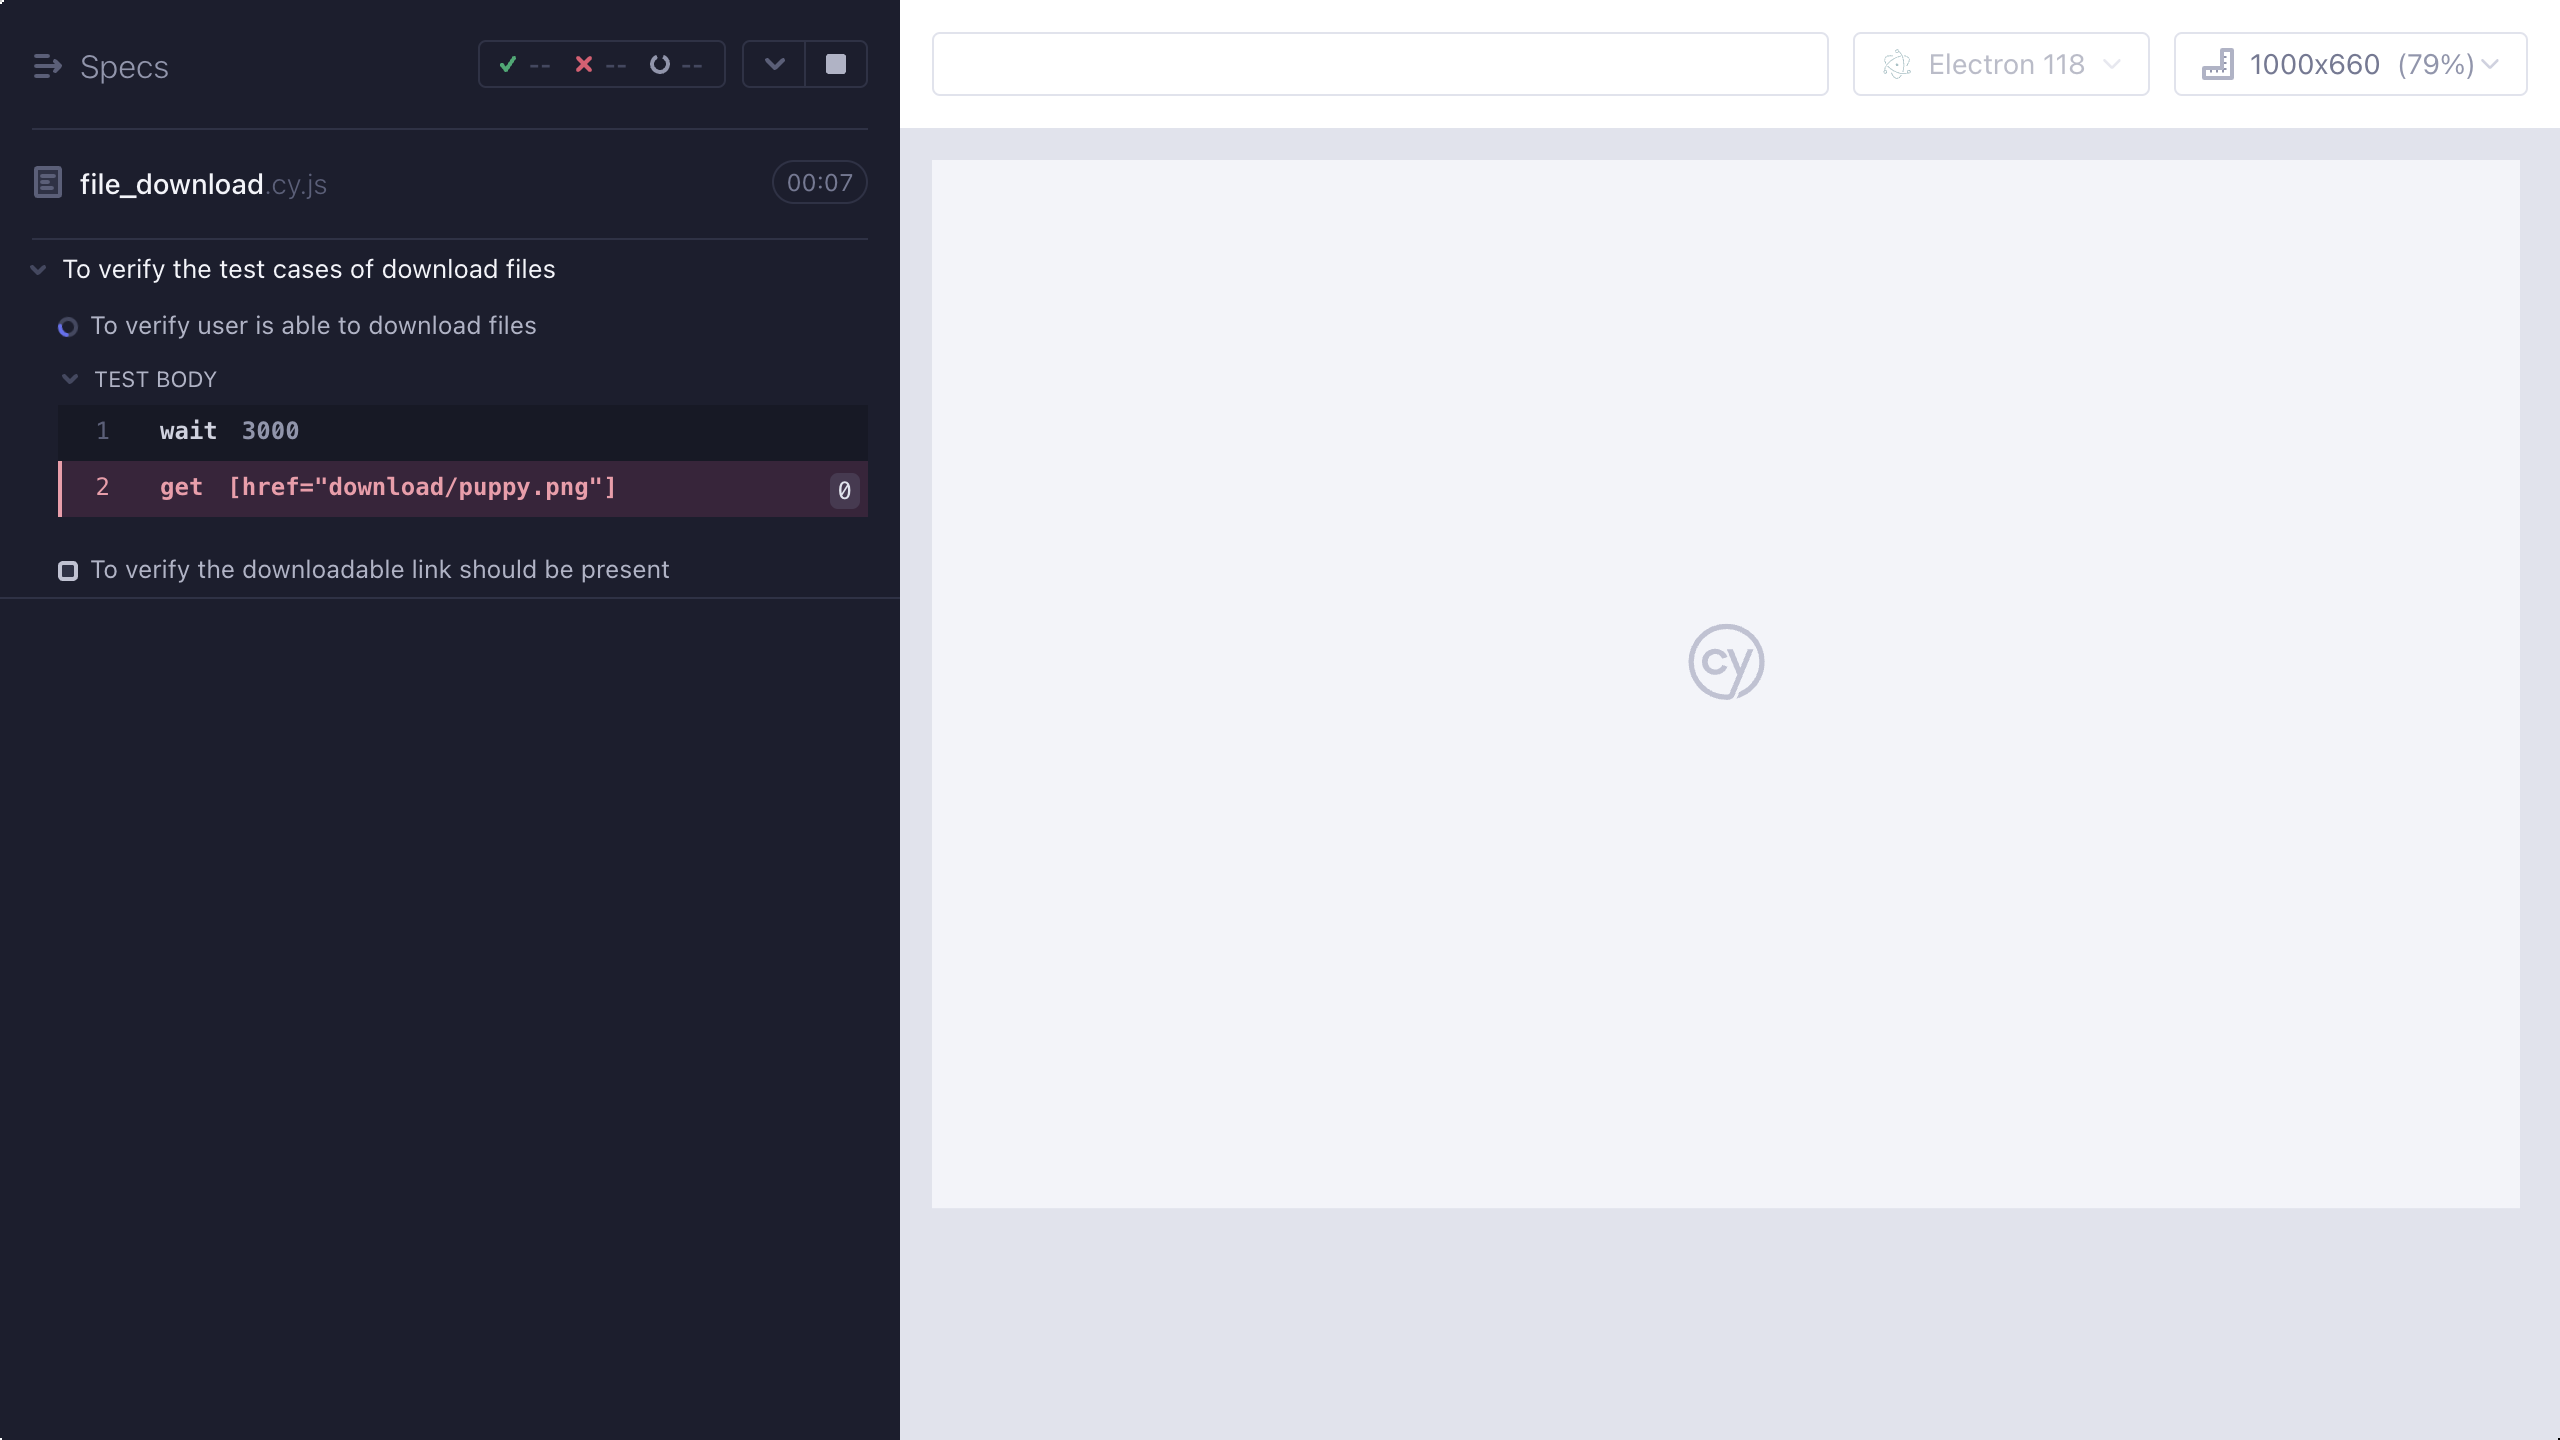 Specs
-- -- --
file_download.cy.js
00:07
To verify the test cases of download files
To verify user is able to download files
TEST BODY
1 wait 3000
2 get [href="download/puppy.png"] 0
To verify the downloadable link should be present
Electron 118
1000x660 (79%)
cy